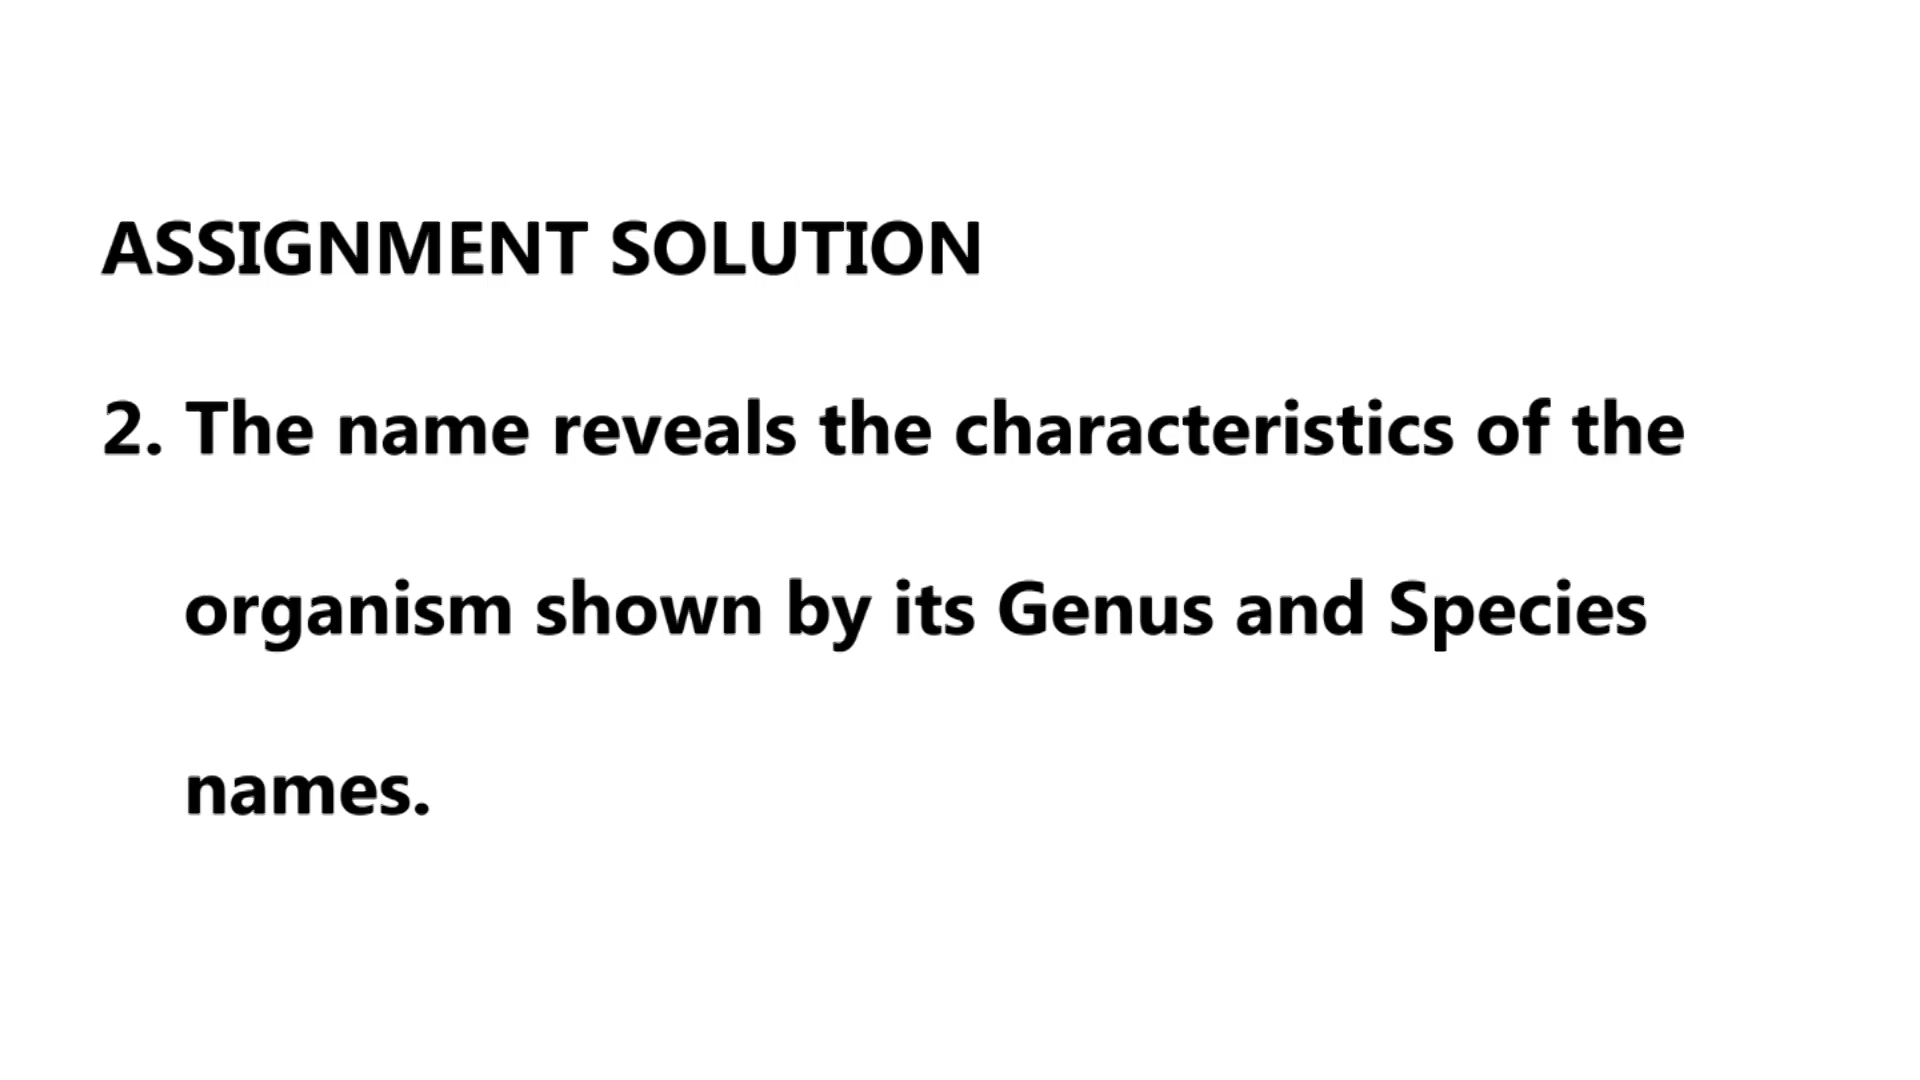 ASSIGNMENT SOLUTION
2. The name reveals the characteristics of the
organism shown by its Genus and Species
names.